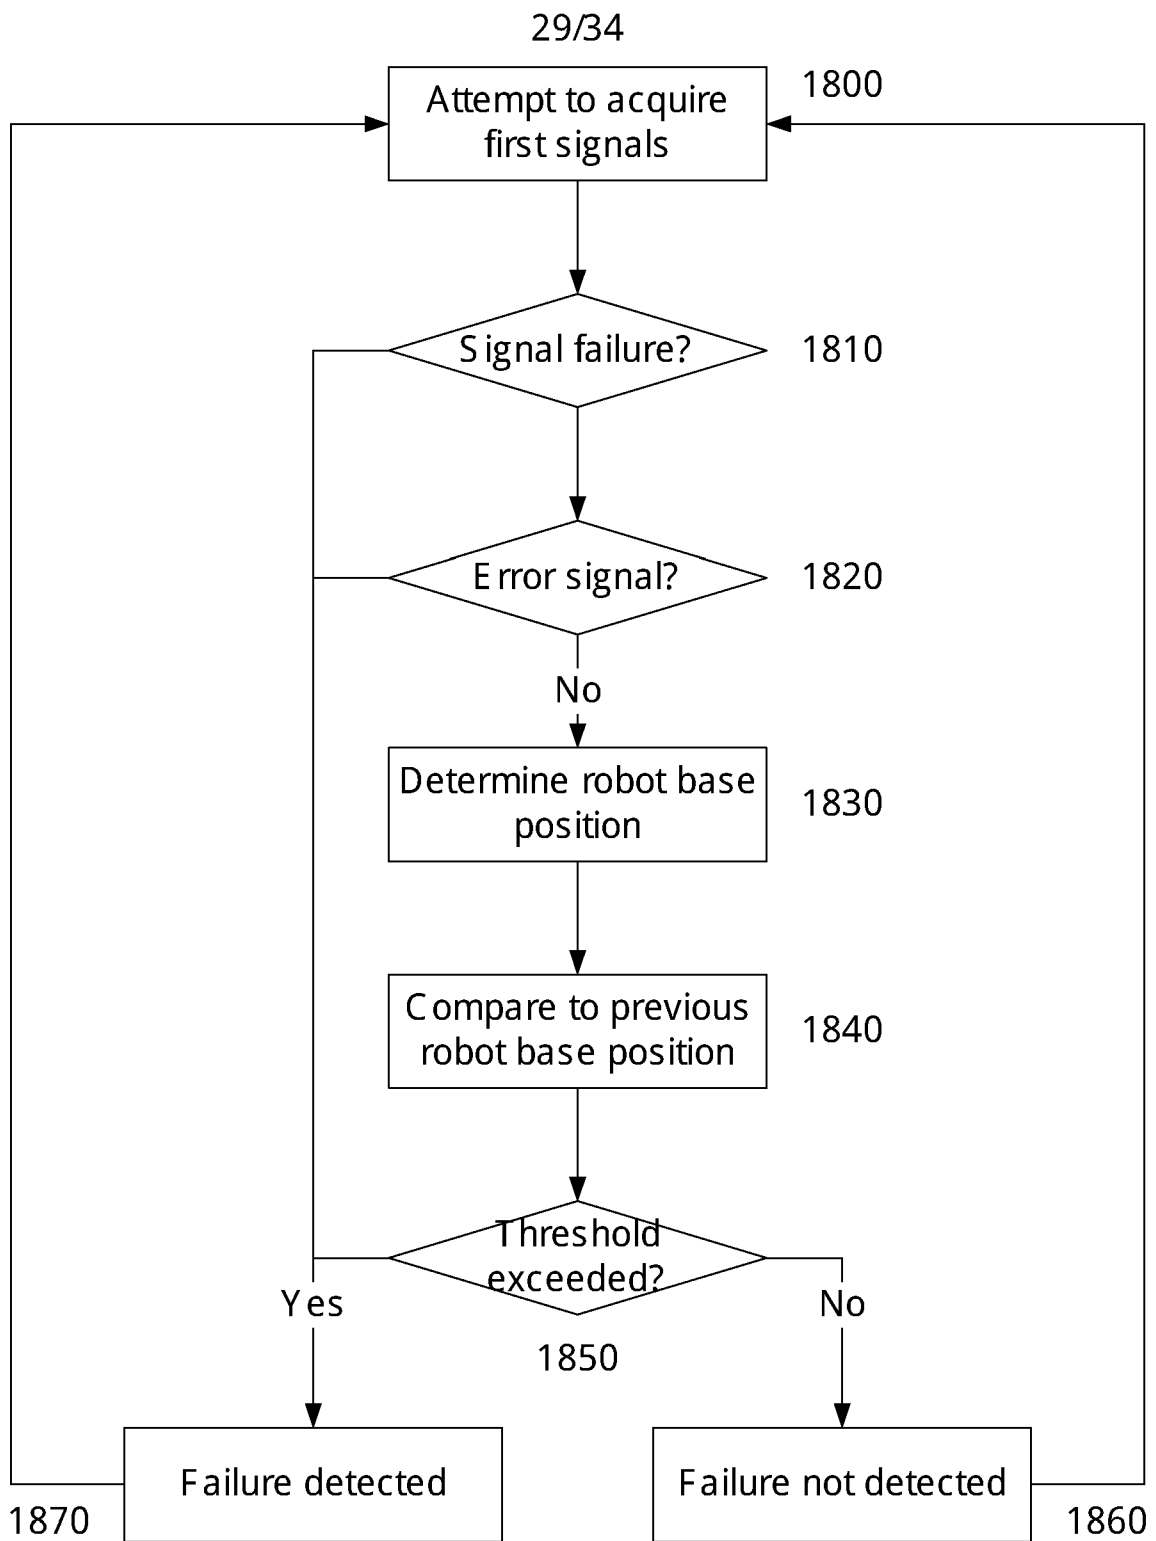 29/34
Attempt to acquire
first signals
1800
Signal failure?
1810
Error signal?
1820
No
Determine robot base
position
1830
Compare to previous
robot base position
1840
Threshold
exceeded?
Yes
No
1850
Failure detected
Failure not detected
1870
1860